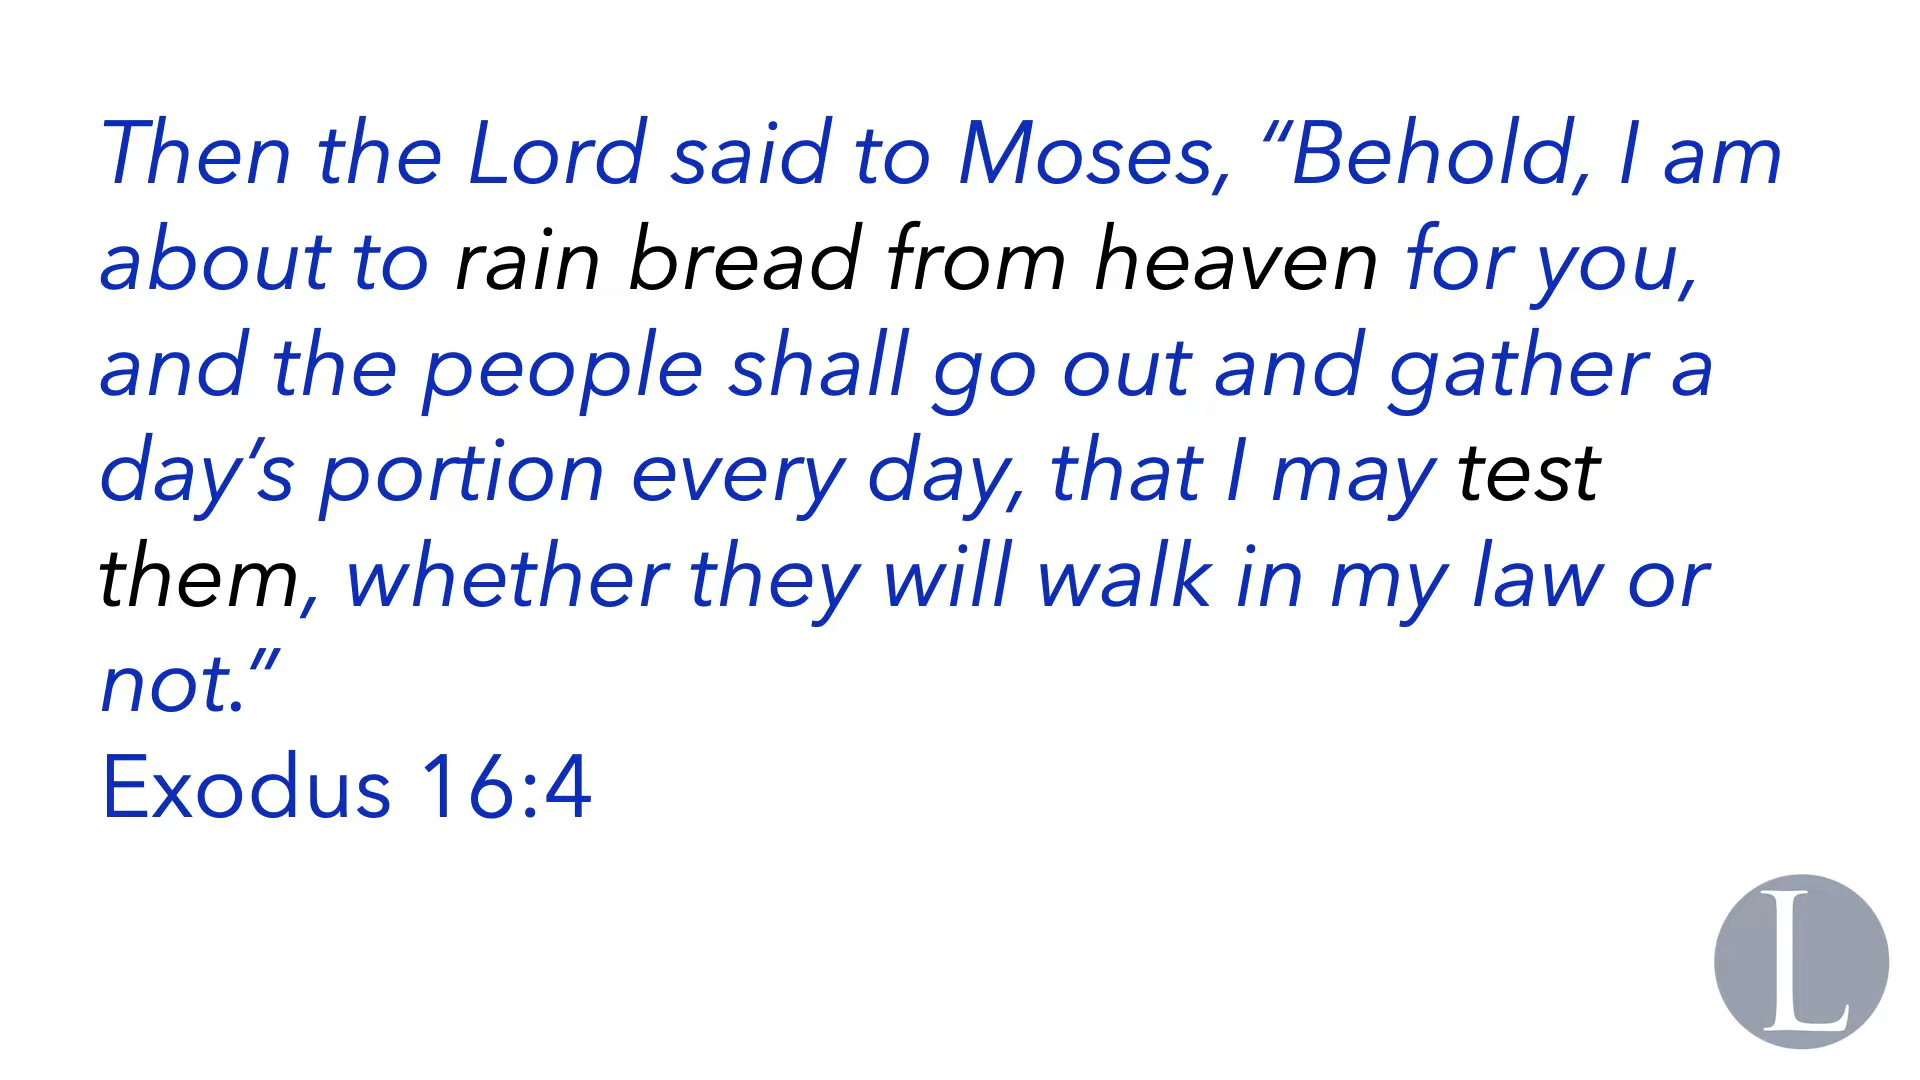 Then the Lord said to Moses, “Behold, I am
about to rain bread from heaven for you,
and the people shall go out and gather a
day’s portion every day, that I may test
them, whether they will walk in my law or
not.”
Exodus 16:4
L